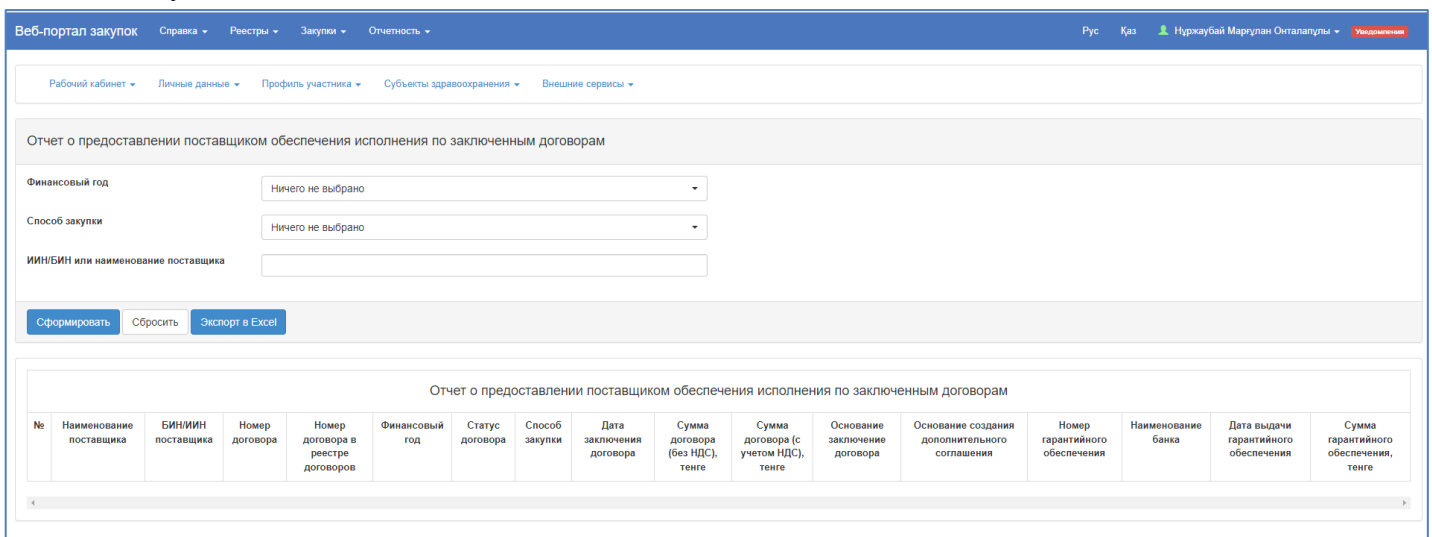 Веб-портал закупок Справка Реестры Закупки Отчетность Рус Қаз Нұржаубай Марғұлан Онталапұлы Уведомления
Рабочий кабинет Личные данные Профиль участника Субъекты здравоохранения Внешние сервисы
Отчет о предоставлении поставщиком обеспечения исполнения по заключенным договорам
Финансовый год
Ничего не выбрано
Способ закупки
Ничего не выбрано
ИИН/БИН или наименование поставщика
Сформировать Сбросить Экспорт в Excel
Отчет о предоставлении поставщиком обеспечения исполнения по заключенным договорам
№ Наименование БИН/ИИН Номер Номер Финансовый Статус Способ Дата Сумма Сумма Основание Основание создания Номер Наименование Дата выдачи Сумма
поставщика поставщика договора договора в год договора закупки заключения договора договора (с заключение дополнительного гарантийного банка гарантийного гарантийного
реестре договора (без НДС), учетом НДС), договора соглашения обеспечения обеспечения обеспечения,
договоров тенге тенге тенге